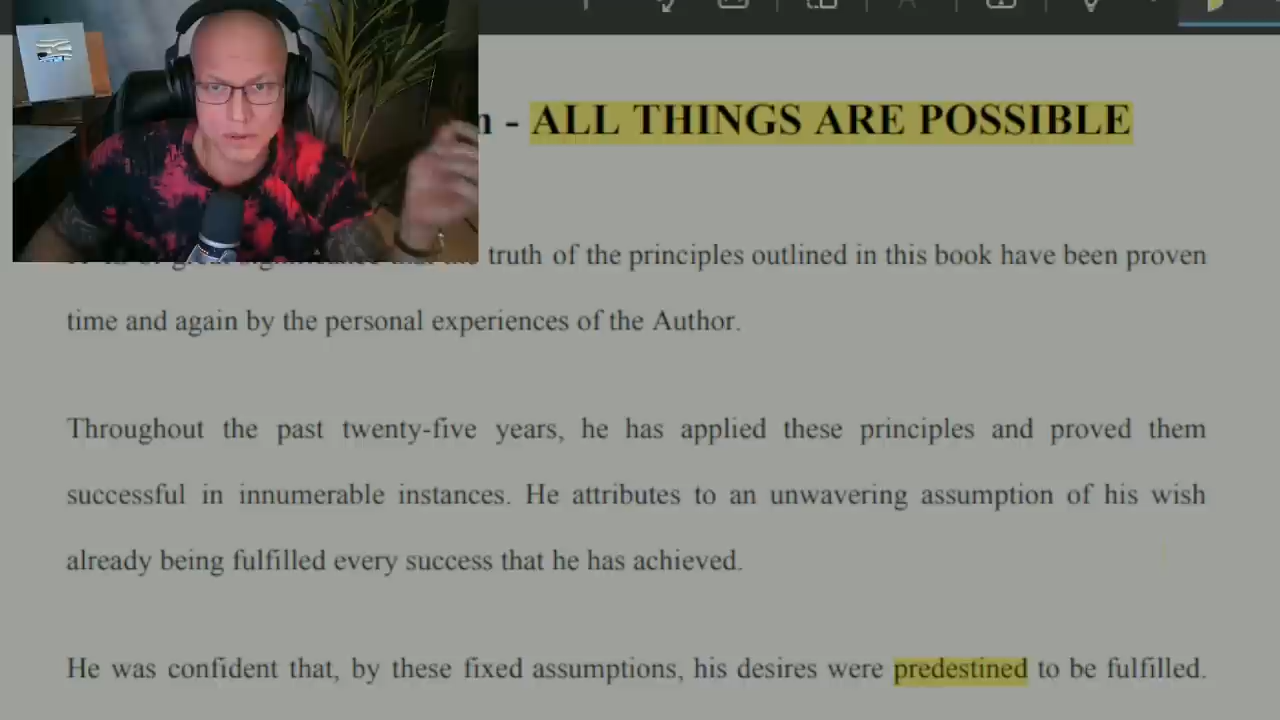 - ALL THINGS ARE POSSIBLE
truth of the principles outlined in this book have been proven
time and again by the personal experiences of the Author.
Throughout the past twenty-five years, he has applied these principles and proved them
successful in innumerable instances. He attributes to an unwavering assumption of his wish
already being fulfilled every success that he has achieved.
He was confident that, by these fixed assumptions, his desires were predestined to be fulfilled.